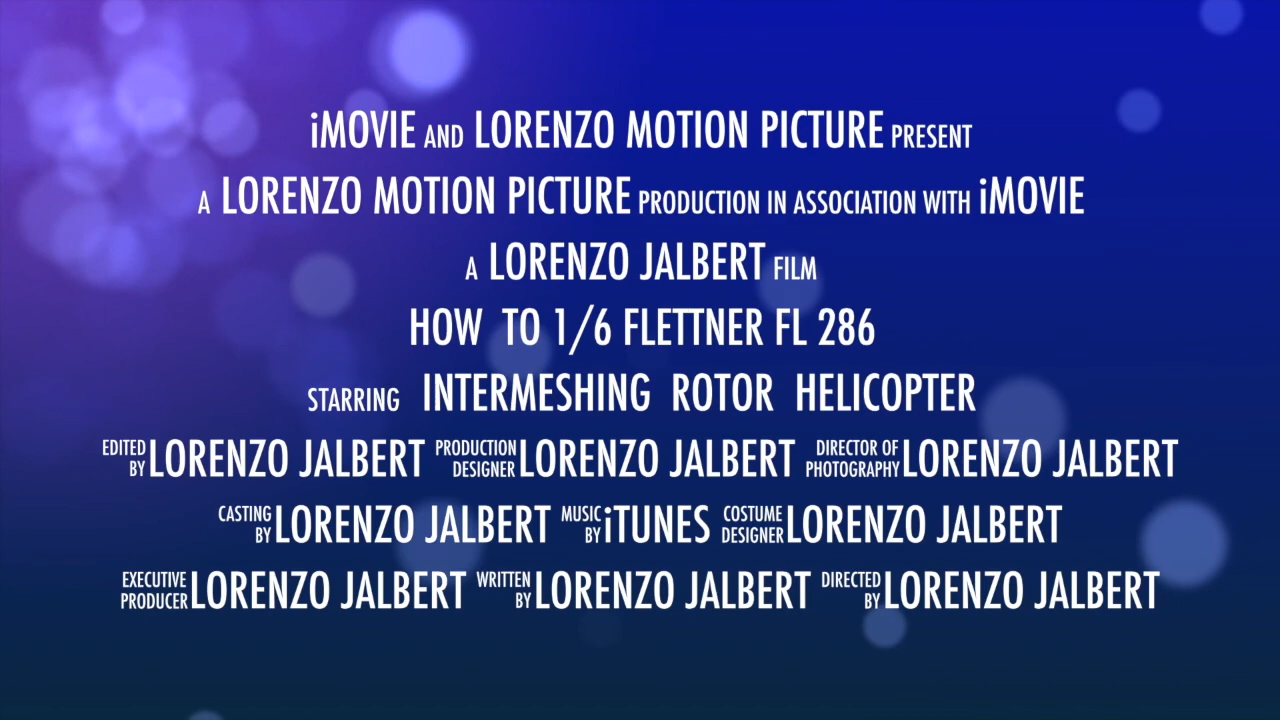 iMOVIE AND LORENZO MOTION PICTURE PRESENT
A LORENZO MOTION PICTURE PRODUCTION IN ASSOCIATION WITH iMOVIE
A LORENZO JALBERT FILM
HOW TO 1/6 FLETTNER FL 286
STARRING INTERMESHING ROTOR HELICOPTER
EDITED BY LORENZO JALBERT PRODUCTION DESIGNER LORENZO JALBERT DIRECTOR OF PHOTOGRAPHY LORENZO JALBERT
CASTING BY LORENZO JALBERT MUSIC BY iTUNES COSTUME DESIGNER LORENZO JALBERT
EXECUTIVE PRODUCER LORENZO JALBERT WRITTEN BY LORENZO JALBERT DIRECTED BY LORENZO JALBERT